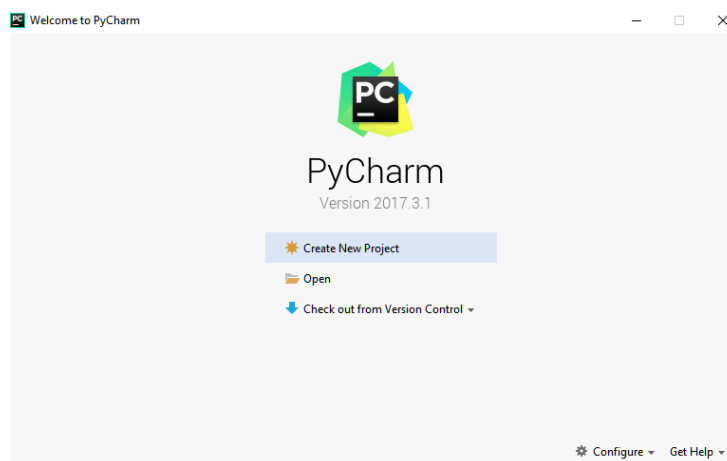 PC Welcome to PyCharm
PC
PyCharm
Version 2017.3.1
Create New Project
Open
Check out from Version Control
Configure Get Help